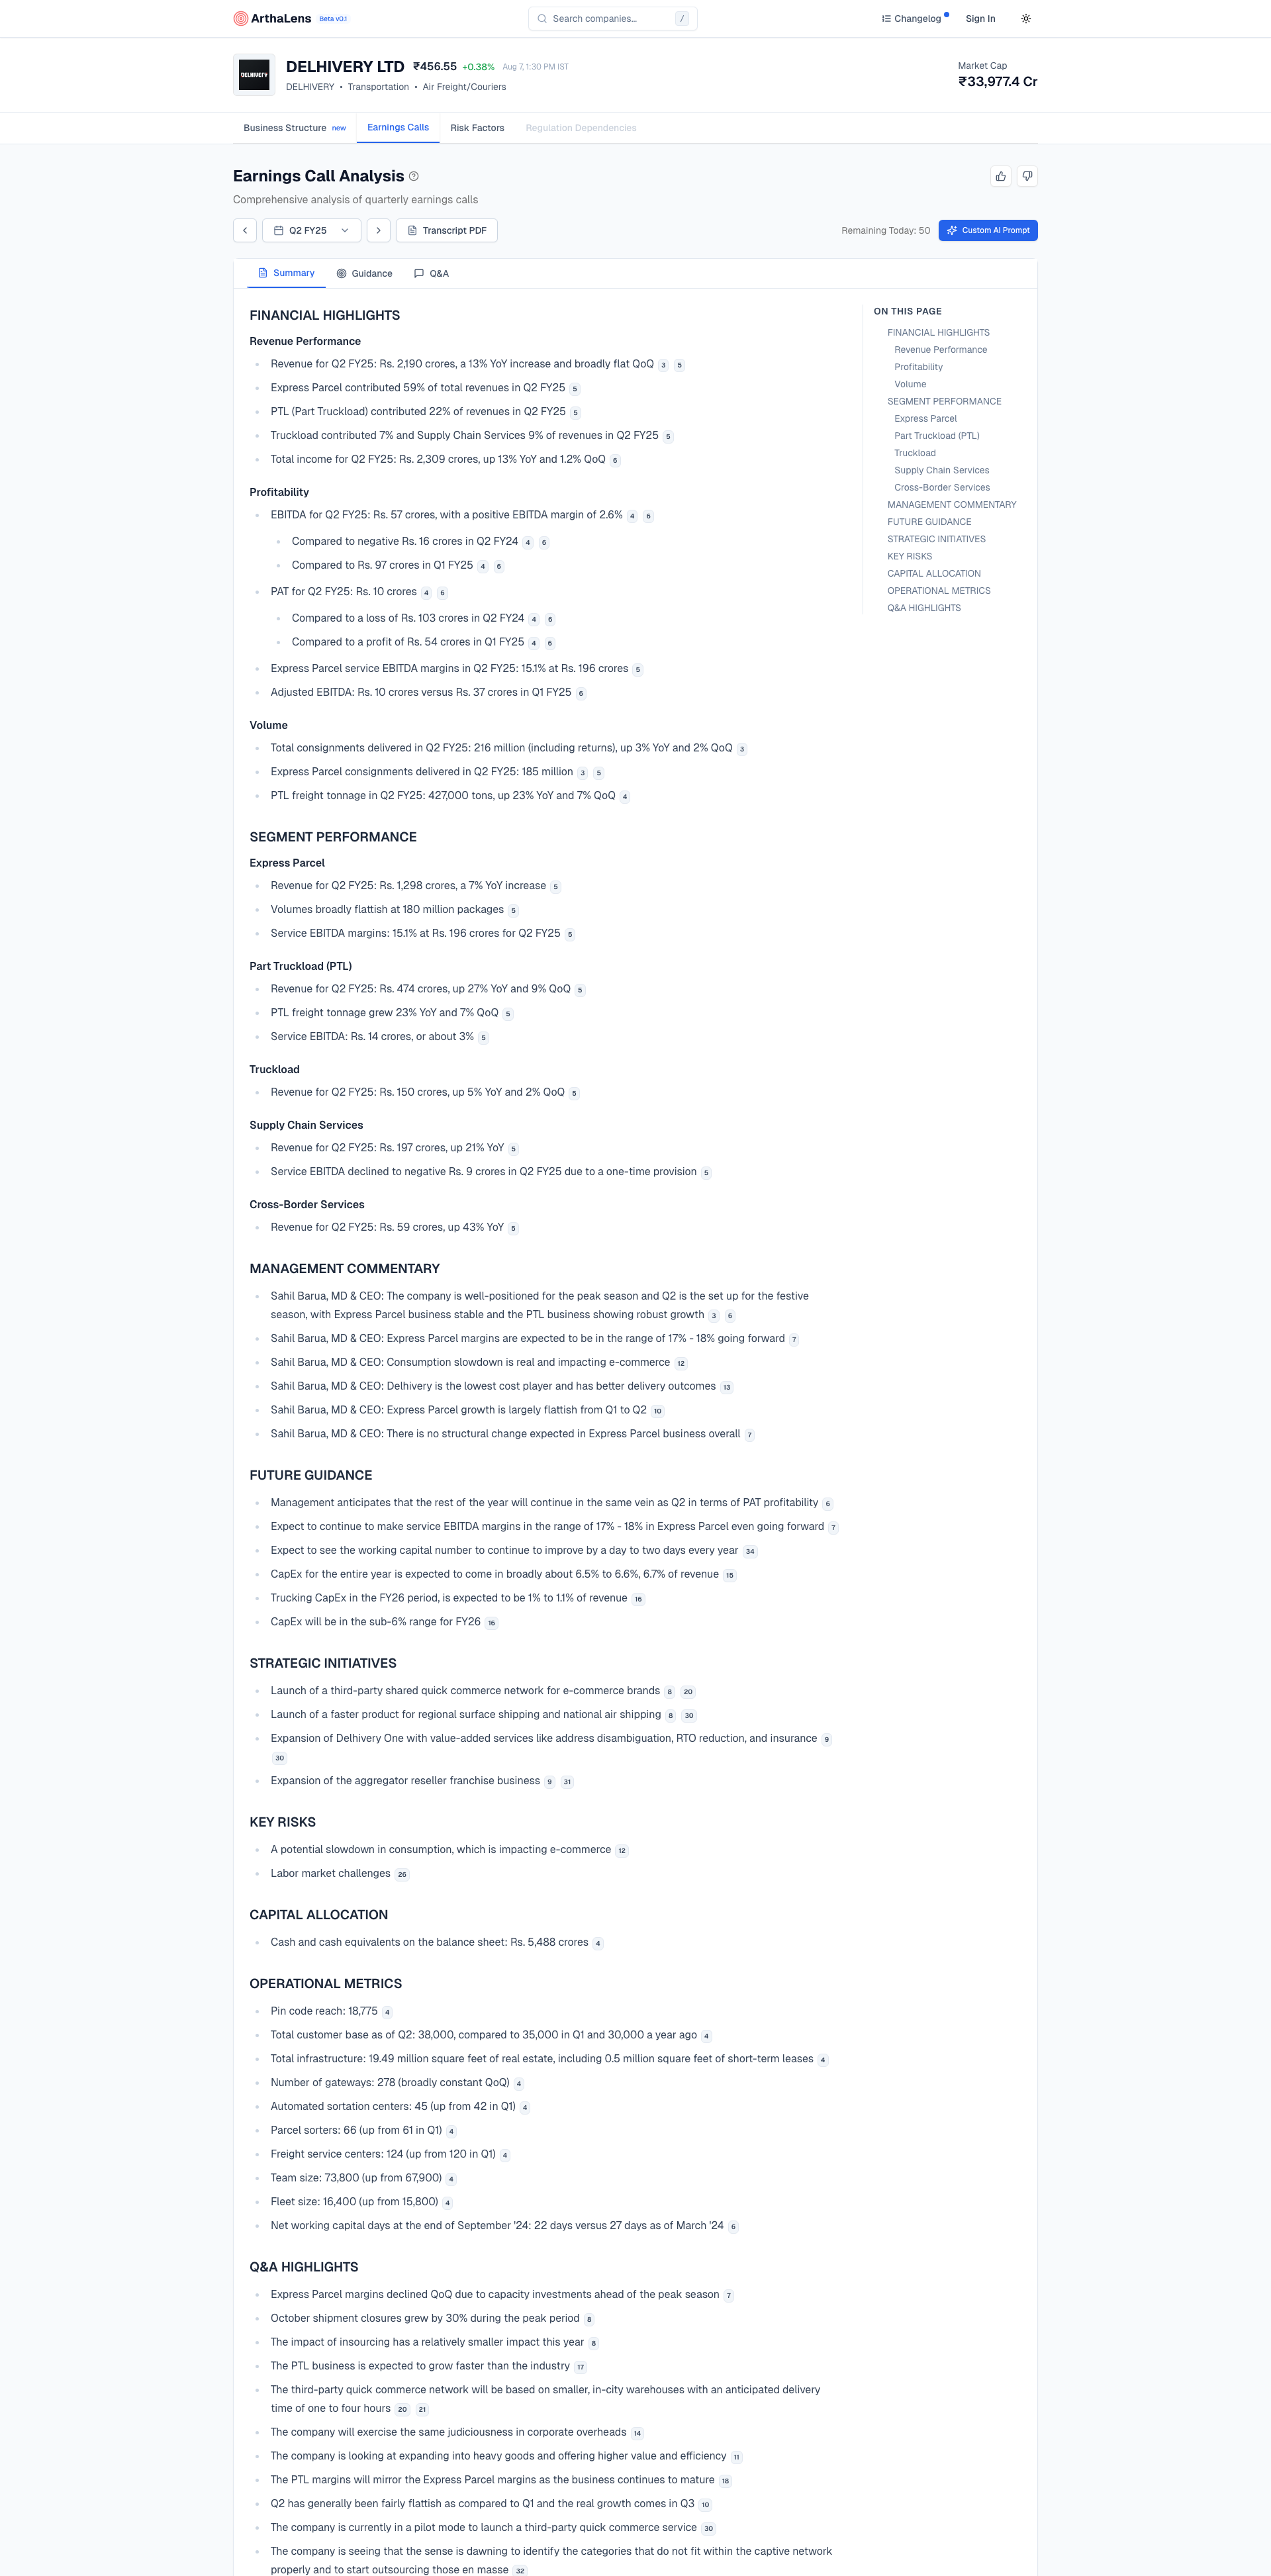 ArthaLens Beta v0.1
Search companies... /
Changelog
Sign In
DELHIVERY
DELHIVERY LTD ₹456.55 +0.38% Aug 7, 1:30 PM IST
DELHIVERY • Transportation • Air Freight/Couriers
Market Cap
₹33,977.4 Cr
Business Structure new
Earnings Calls
Risk Factors
Regulation Dependencies
Earnings Call Analysis
Comprehensive analysis of quarterly earnings calls
Q2 FY25
Transcript PDF
Remaining Today: 50
Custom AI Prompt
Summary
Guidance
Q&A
FINANCIAL HIGHLIGHTS
Revenue Performance
Revenue for Q2 FY25: Rs. 2,190 crores, a 13% YoY increase and broadly flat QoQ 3 5
Express Parcel contributed 59% of total revenues in Q2 FY25 5
PTL (Part Truckload) contributed 22% of revenues in Q2 FY25 5
Truckload contributed 7% and Supply Chain Services 9% of revenues in Q2 FY25 5
Total income for Q2 FY25: Rs. 2,309 crores, up 13% YoY and 1.2% QoQ 6
Profitability
EBITDA for Q2 FY25: Rs. 57 crores, with a positive EBITDA margin of 2.6% 4 6
Compared to negative Rs. 16 crores in Q2 FY24 4 6
Compared to Rs. 97 crores in Q1 FY25 4 6
PAT for Q2 FY25: Rs. 10 crores 4 6
Compared to a loss of Rs. 103 crores in Q2 FY24 4 6
Compared to a profit of Rs. 54 crores in Q1 FY25 4 6
Express Parcel service EBITDA margins in Q2 FY25: 15.1% at Rs. 196 crores 5
Adjusted EBITDA: Rs. 10 crores versus Rs. 37 crores in Q1 FY25 6
Volume
Total consignments delivered in Q2 FY25: 216 million (including returns), up 3% YoY and 2% QoQ 3
Express Parcel consignments delivered in Q2 FY25: 185 million 3 5
PTL freight tonnage in Q2 FY25: 427,000 tons, up 23% YoY and 7% QoQ 4
SEGMENT PERFORMANCE
Express Parcel
Revenue for Q2 FY25: Rs. 1,298 crores, a 7% YoY increase 5
Volumes broadly flattish at 180 million packages 5
Service EBITDA margins: 15.1% at Rs. 196 crores for Q2 FY25 5
Part Truckload (PTL)
Revenue for Q2 FY25: Rs. 474 crores, up 27% YoY and 9% QoQ 5
PTL freight tonnage grew 23% YoY and 7% QoQ 5
Service EBITDA: Rs. 14 crores, or about 3% 5
Truckload
Revenue for Q2 FY25: Rs. 150 crores, up 5% YoY and 2% QoQ 5
Supply Chain Services
Revenue for Q2 FY25: Rs. 197 crores, up 21% YoY 5
Service EBITDA declined to negative Rs. 9 crores in Q2 FY25 due to a one-time provision 5
Cross-Border Services
Revenue for Q2 FY25: Rs. 59 crores, up 43% YoY 5
MANAGEMENT COMMENTARY
Sahil Barua, MD & CEO: The company is well-positioned for the peak season and Q2 is the set up for the festive
season, with Express Parcel business stable and the PTL business showing robust growth 3 6
Sahil Barua, MD & CEO: Express Parcel margins are expected to be in the range of 17% - 18% going forward 7
Sahil Barua, MD & CEO: Consumption slowdown is real and impacting e-commerce 12
Sahil Barua, MD & CEO: Delhivery is the lowest cost player and has better delivery outcomes 13
Sahil Barua, MD & CEO: Express Parcel growth is largely flattish from Q1 to Q2 10
Sahil Barua, MD & CEO: There is no structural change expected in Express Parcel business overall 7
FUTURE GUIDANCE
Management anticipates that the rest of the year will continue in the same vein as Q2 in terms of PAT profitability 6
Expect to continue to make service EBITDA margins in the range of 17% - 18% in Express Parcel even going forward 7
Expect to see the working capital number to continue to improve by a day to two days every year 34
CapEx for the entire year is expected to come in broadly about 6.5% to 6.6%, 6.7% of revenue 15
Trucking CapEx in the FY26 period, is expected to be 1% to 1.1% of revenue 16
CapEx will be in the sub-6% range for FY26 16
STRATEGIC INITIATIVES
Launch of a third-party shared quick commerce network for e-commerce brands 8 20
Launch of a faster product for regional surface shipping and national air shipping 8 30
Expansion of Delhivery One with value-added services like address disambiguation, RTO reduction, and insurance 9
30
Expansion of the aggregator reseller franchise business 9 31
KEY RISKS
A potential slowdown in consumption, which is impacting e-commerce 12
Labor market challenges 26
CAPITAL ALLOCATION
Cash and cash equivalents on the balance sheet: Rs. 5,488 crores 4
OPERATIONAL METRICS
Pin code reach: 18,775 4
Total customer base as of Q2: 38,000, compared to 35,000 in Q1 and 30,000 a year ago 4
Total infrastructure: 19.49 million square feet of real estate, including 0.5 million square feet of short-term leases 4
Number of gateways: 278 (broadly constant QoQ) 4
Automated sortation centers: 45 (up from 42 in Q1) 4
Parcel sorters: 66 (up from 61 in Q1) 4
Freight service centers: 124 (up from 120 in Q1) 4
Team size: 73,800 (up from 67,900) 4
Fleet size: 16,400 (up from 15,800) 4
Net working capital days at the end of September '24: 22 days versus 27 days as of March '24 6
Q&A HIGHLIGHTS
Express Parcel margins declined QoQ due to capacity investments ahead of the peak season 7
October shipment closures grew by 30% during the peak period 8
The impact of insourcing has a relatively smaller impact this year 8
The PTL business is expected to grow faster than the industry 17
The third-party quick commerce network will be based on smaller, in-city warehouses with an anticipated delivery
time of one to four hours 20 21
The company will exercise the same judiciousness in corporate overheads 14
The company is looking at expanding into heavy goods and offering higher value and efficiency 11
The PTL margins will mirror the Express Parcel margins as the business continues to mature 18
Q2 has generally been fairly flattish as compared to Q1 and the real growth comes in Q3 10
The company is currently in a pilot mode to launch a third-party quick commerce service 30
The company is seeing that the sense is dawning to identify the categories that do not fit within the captive network
properly and to start outsourcing those en masse 32
ON THIS PAGE
FINANCIAL HIGHLIGHTS
Revenue Performance
Profitability
Volume
SEGMENT PERFORMANCE
Express Parcel
Part Truckload (PTL)
Truckload
Supply Chain Services
Cross-Border Services
MANAGEMENT COMMENTARY
FUTURE GUIDANCE
STRATEGIC INITIATIVES
KEY RISKS
CAPITAL ALLOCATION
OPERATIONAL METRICS
Q&A HIGHLIGHTS